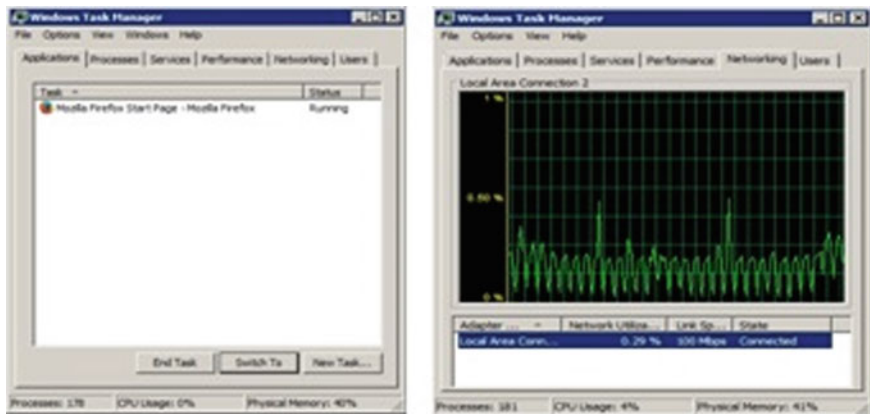 Windows Task Manager
File Options View Windows Help
Applications Processes Services Performance Networking Users
Task Status
Mozilla Firefox Start Page - Mozilla Firefox Running
End Task Switch To New Task...
Processes: 178 CPU Usage: 0% Physical Memory: 40%
Windows Task Manager
File Options View Help
Applications Processes Services Performance Networking Users
Local Area Connection 2
1 %
0.50 %
0 %
Adapter ... Network Utiliza... Link Sp... State
Local Area Conn... 0.29 % 100 Mbps Connected
Processes: 181 CPU Usage: 4% Physical Memory: 41%